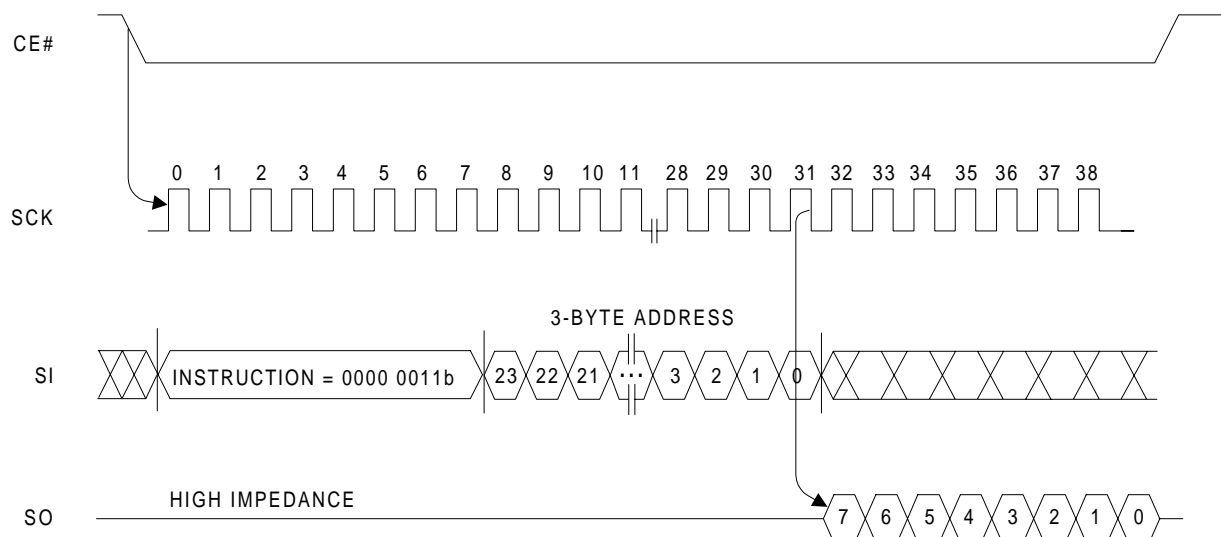 CE#
0 1 2 3 4 5 6 7 8 9 10 11 28 29 30 31 32 33 34 35 36 37 38
SCK
3-BYTE ADDRESS
SI INSTRUCTION = 0000 0011b 23 22 21 ... 3 2 1 0
HIGH IMPEDANCE
SO 7 6 5 4 3 2 1 0